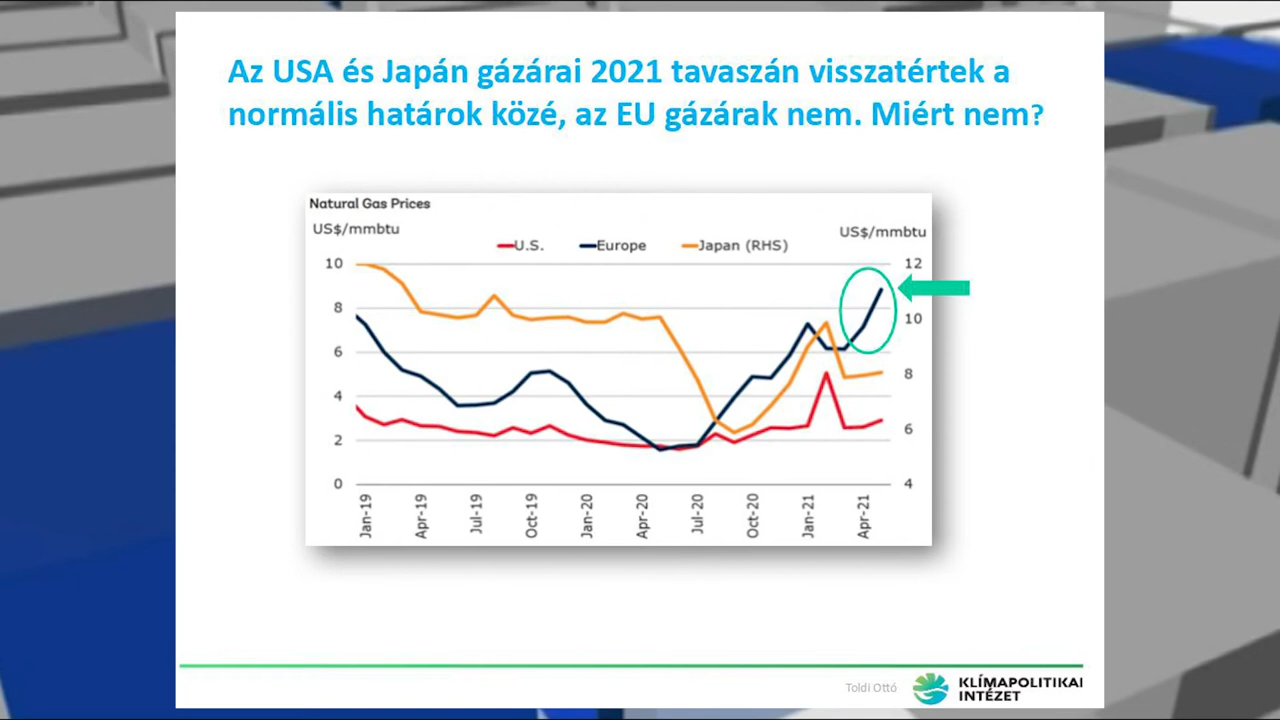 Az USA és Japán gázárai 2021 tavaszán visszatértek a
normális határok közé, az EU gázárak nem. Miért nem?
Natural Gas Prices
US$/mmbtu
US$/mmbtu
U.S.
Europe
Japan (RHS)
10
8
6
4
2
0
12
10
8
6
4
Jan-19
Apr-19
Jul-19
Oct-19
Jan-20
Apr-20
Jul-20
Oct-20
Jan-21
Apr-21
Toldi Ottó
KLÍMAPOLITIKAI
INTÉZET